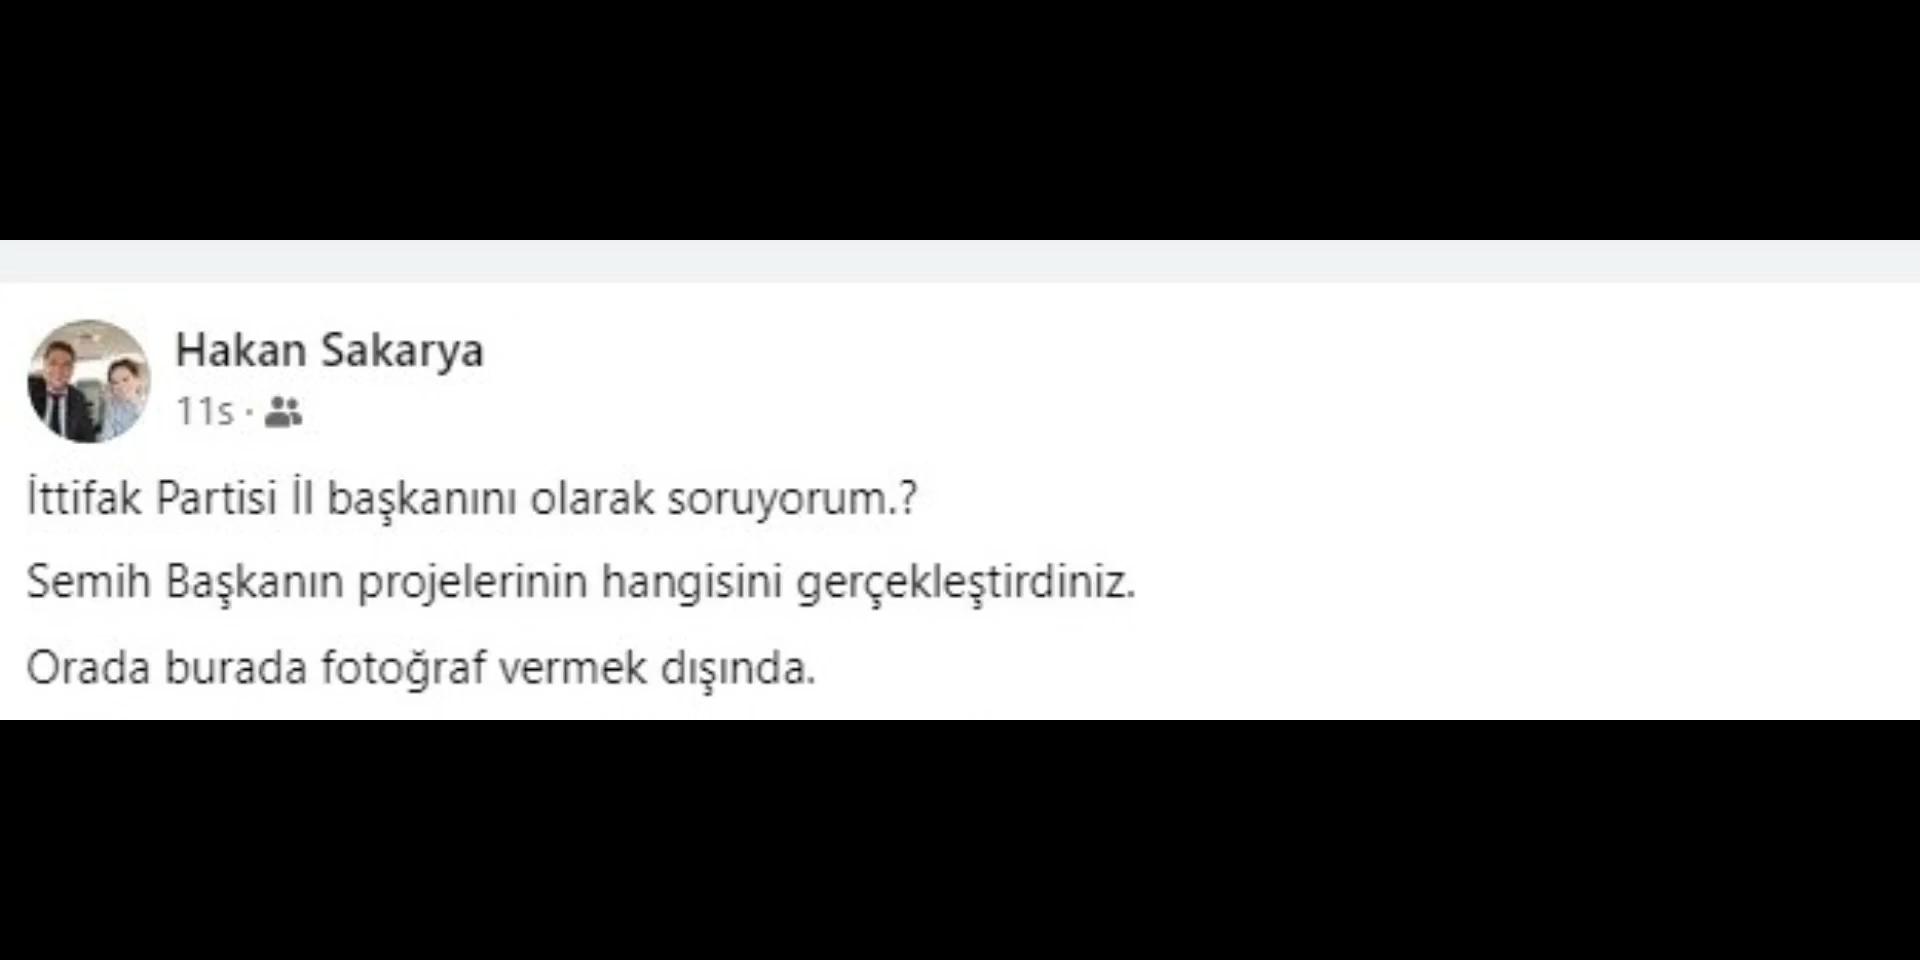 Hakan Sakarya
11s ·
İttifak Partisi İl başkanını olarak soruyorum.?
Semih Başkanın projelerinin hangisini gerçekleştirdiniz.
Orada burada fotoğraf vermek dışında.